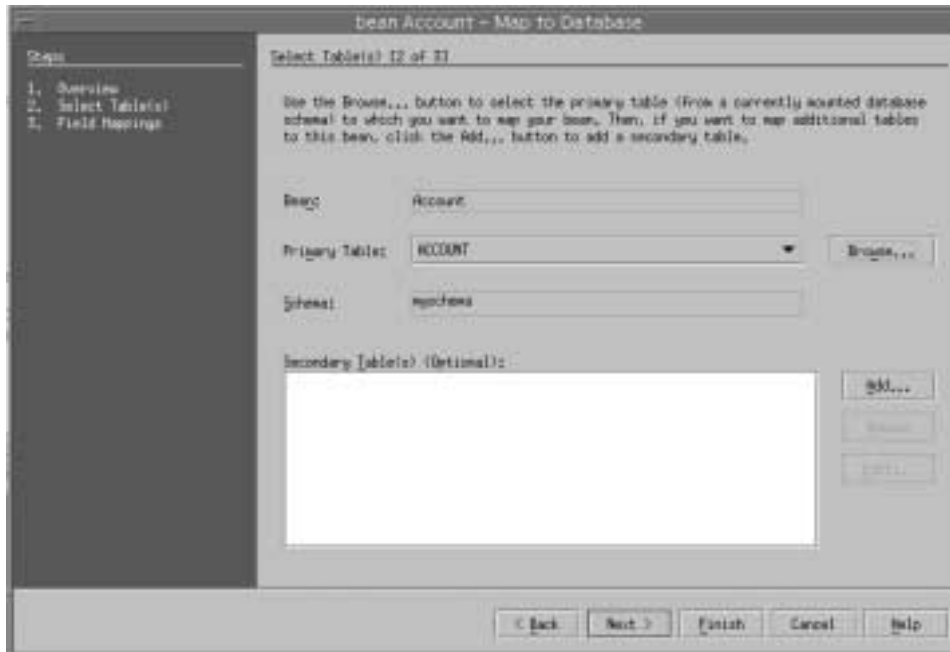 bean Account - Map to Database
Steps
1. Overview
2. Select Table(s)
3. Field Mappings
Select Table(s) [2 of 3]
Use the Browse... button to select the primary table (from a currently mounted database
schema) to which you want to map your bean. Then, if you want to map additional tables
to this bean, click the Add... button to add a secondary table.
Bean: Account
Primary Table: ACCOUNT Browse...
Schema: myschema
Secondary Table(s) (Optional):
Add...
< Back Next > Finish Cancel Help